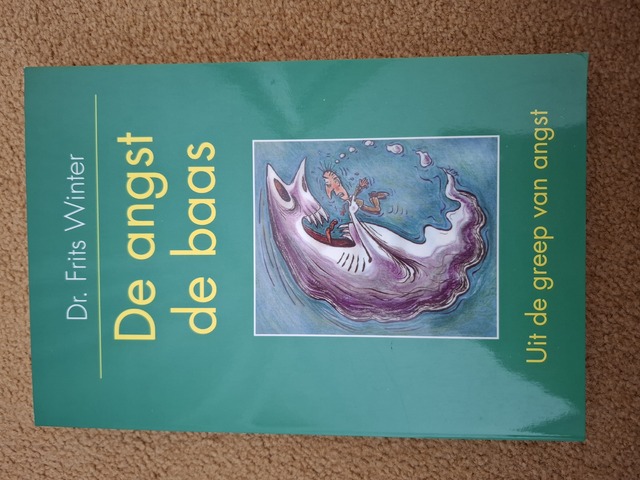 Dr. Frits Winter
De angst
de baas
Uit de greep van angst